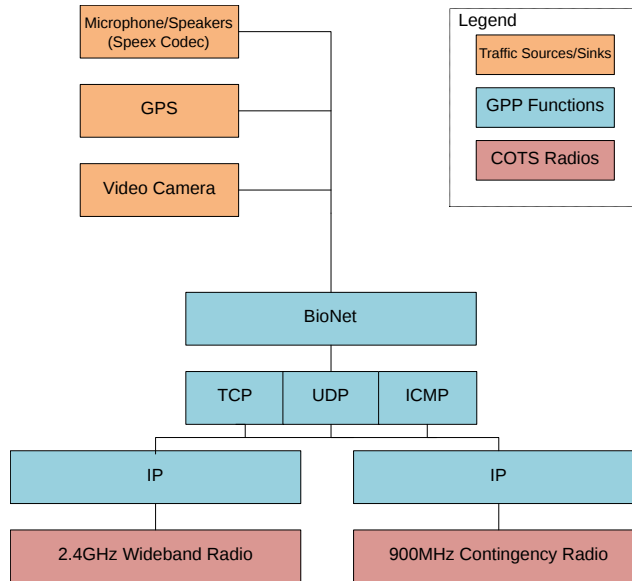 Microphone/Speakers
(Speex Codec)
GPS
Video Camera
Legend
Traffic Sources/Sinks
GPP Functions
COTS Radios
BioNet
TCP
UDP
ICMP
IP
IP
2.4GHz Wideband Radio
900MHz Contingency Radio